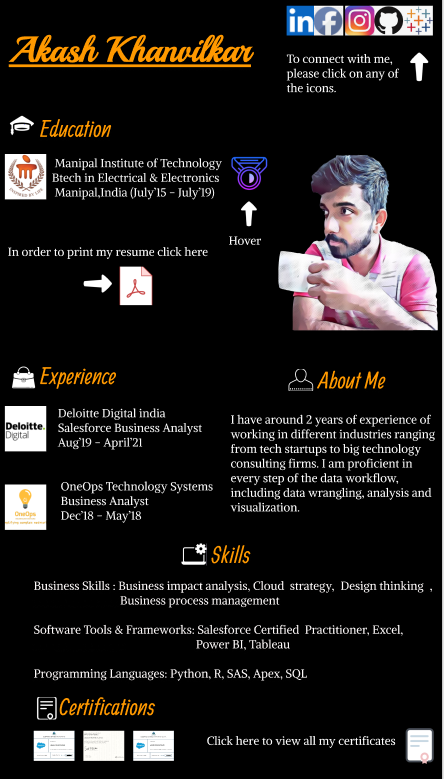 Akash Khanvilkar
To connect with me,
please click on any of
the icons.
Education
Manipal Institute of Technology
Btech in Electrical & Electronics
Manipal,India (July'15 - July'19)
INSPIRED BY LIFE
Hover
In order to print my resume click here
Experience
Deloitte.
Digital
Deloitte Digital india
Salesforce Business Analyst
Aug'19 - April'21
OneOps
OneOps Technology Systems
Business Analyst
Dec'18 - May'18
About Me
I have around 2 years of experience of
working in different industries ranging
from tech startups to big technology
consulting firms. I am proficient in
every step of the data workflow,
including data wrangling, analysis and
visualization.
Skills
Business Skills : Business impact analysis, Cloud strategy, Design thinking ,
Business process management
Software Tools & Frameworks: Salesforce Certified Practitioner, Excel,
Power BI, Tableau
Programming Languages: Python, R, SAS, Apex, SQL
Certifications
Click here to view all my certificates